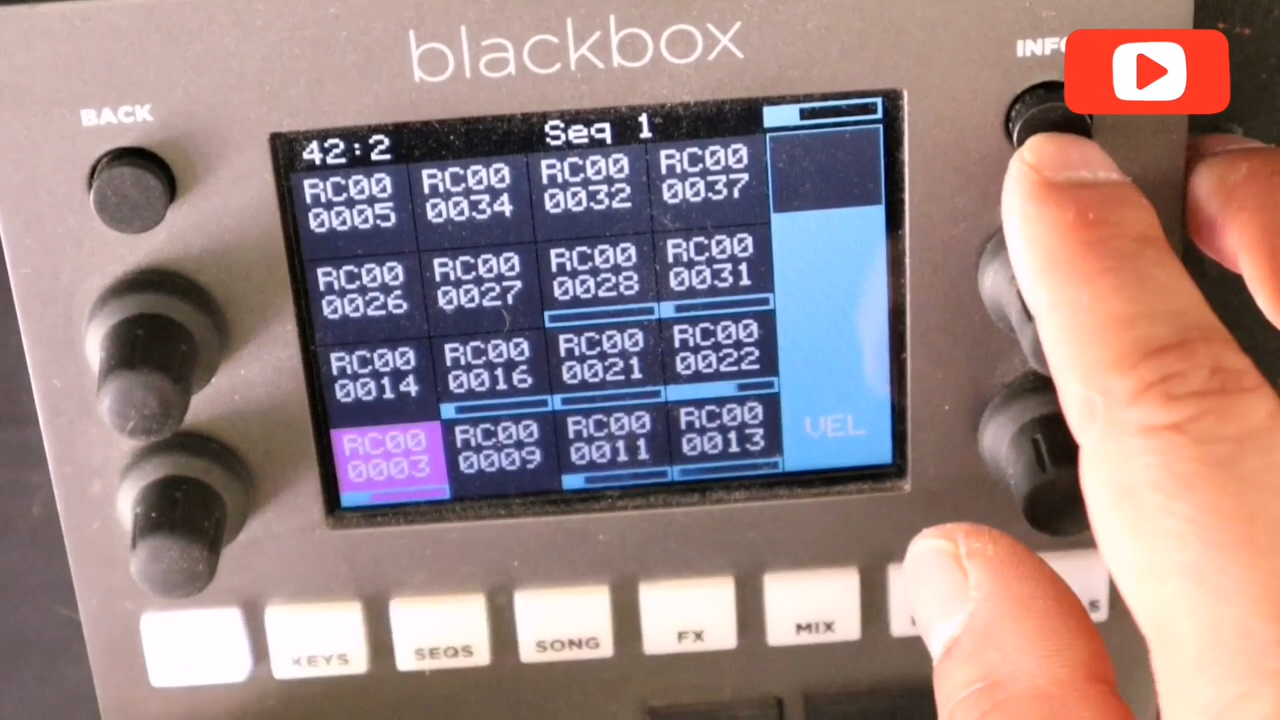 blackbox
INFO
BACK
42:2 Seq 1
RC00 RC00 RC00 RC00
0005 0034 0032 0037
RC00 RC00 RC00 RC00
0026 0027 0028 0031
RC00 RC00 RC00 RC00
0014 0016 0021 0022
RC00 RC00 RC00 RC00
0003 0009 0011 0013
VEL
KEYS SEQS SONG FX MIX